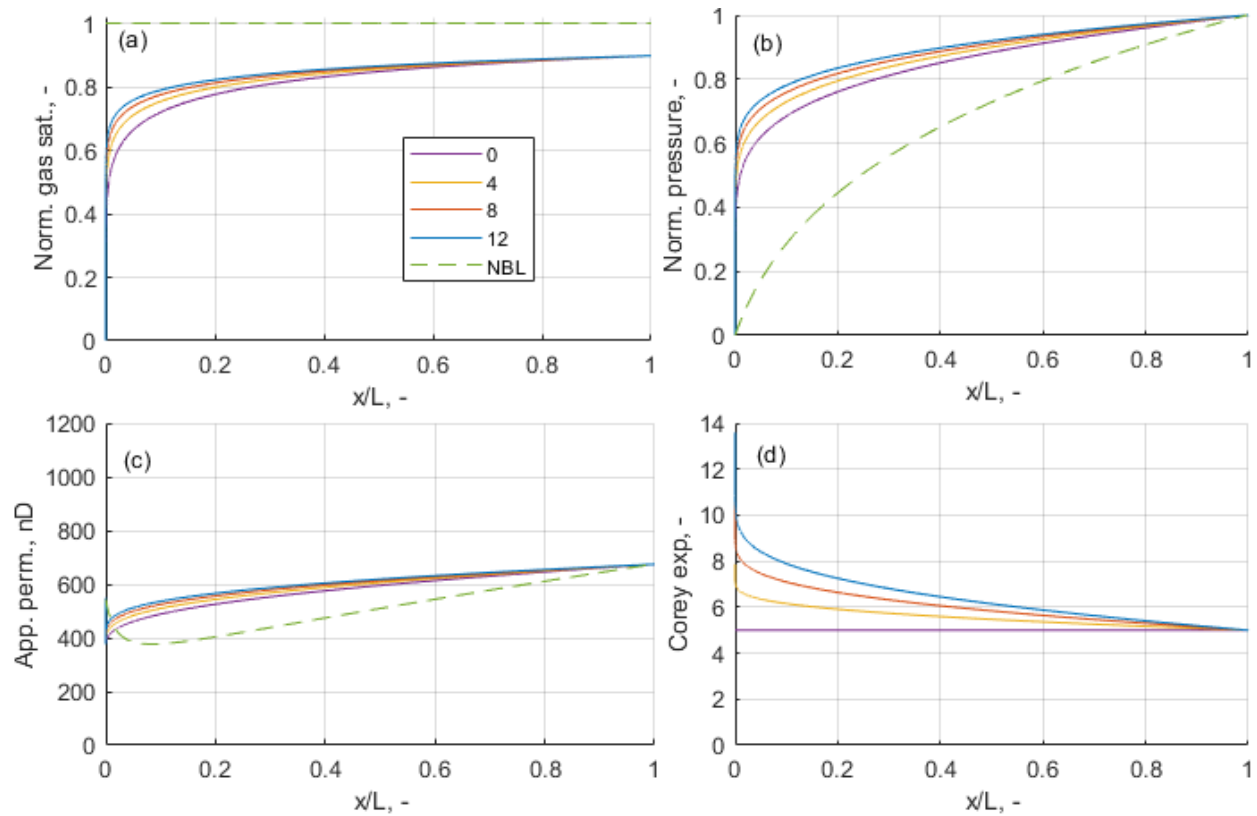 (a)
Norm. gas sat., -
1
0.8
0.6
0.4
0.2
0
0
4
8
12
NBL
0 0.2 0.4 0.6 0.8 1
x/L, -
(b)
Norm. pressure, -
1
0.8
0.6
0.4
0.2
0
0 0.2 0.4 0.6 0.8 1
x/L, -
(c)
App. perm., nD
1200
1000
800
600
400
200
0
0 0.2 0.4 0.6 0.8 1
x/L, -
(d)
Corey exp, -
14
12
10
8
6
4
2
0
0 0.2 0.4 0.6 0.8 1
x/L, -